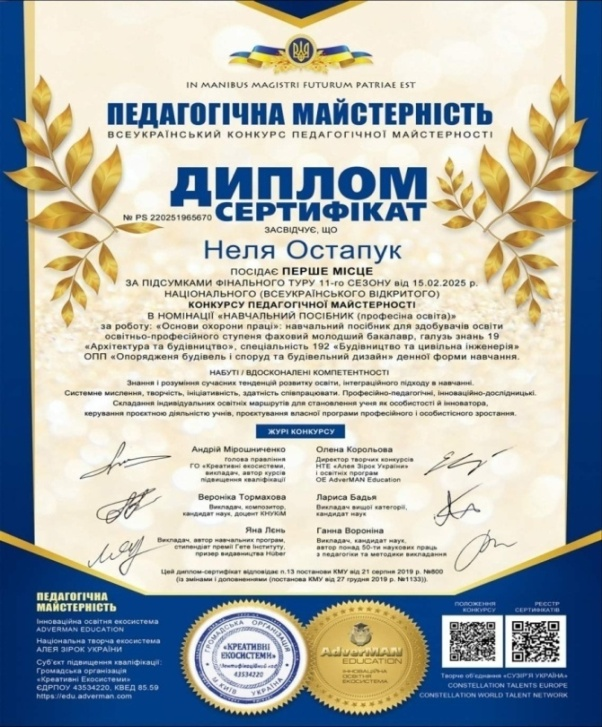 IN MANIBUS MAGISTRI FUTURUM PATRIAE EST
ПЕДАГОГІЧНА МАЙСТЕРНІСТЬ
ВСЕУКРАЇНСЬКИЙ КОНКУРС ПЕДАГОГІЧНОЇ МАЙСТЕРНОСТІ
ДИПЛОМ
№ PS 220251965670 СЕРТИФІКАТ
ЗАСВІДЧУЄ, ЩО
Неля Остапук
ПОСІДАЄ ПЕРШЕ МІСЦЕ
ЗА ПІДСУМКАМИ ФІНАЛЬНОГО ТУРУ 11-го СЕЗОНУ від 15.02.2025 р.
НАЦІОНАЛЬНОГО (ВСЕУКРАЇНСЬКОГО ВІДКРИТОГО)
КОНКУРСУ ПЕДАГОГІЧНОЇ МАЙСТЕРНОСТІ
В НОМІНАЦІЇ «НАВЧАЛЬНИЙ ПОСІБНИК (професіна освіта)»
за роботу: «Основи охорони праці»: навчальний посібник для здобувачів освіти
освітньо-професійного ступеня фаховий молодший бакалавр, галузь знань 19
«Архітектура та будівництво», спеціальність 192 «Будівництво та цивільна інженерія»
ОПП «Опорядженя будівель і споруд та будівельний дизайн» денної форми навчання.
НАБУТІ / ВДОСКОНАЛЕНІ КОМПЕТЕНТНОСТІ
Знання і розуміння сучасних тенденцій розвитку освіти, інтеграційного підходу в навчанні.
Системне мислення, творчість, ініціативність, здатність співпрацювати. Професійно-педагогічні, інноваційно-дослідницькі.
Складання індивідуальних освітніх маршрутів для становлення учня як особистості й інноватора,
керування проєктною діяльністю учнів, проєктування власної програми професійного і особистісного зростання.
ЖУРІ КОНКУРСУ
Андрій Мірошниченко
голова правління
ГО «Креативні екосистеми,
викладач, автор курсів
підвищення кваліфікації
Олена Корольова
Директор творчих конкурсів
НТЕ «Алея Зірок України»
і освітніх програм
ОЕ AdverMAN Education
Вероніка Тормахова
Викладач, композитор,
кандидат наук, доцент КНУКіМ
Лариса Бадья
Викладач вищої категорії,
кандидат наук
Яна Лєнь
Викладач, автор навчальних програм,
стипендіат премії Гете Інституту,
призер видавництва Hüber
Ганна Вороніна
Викладач, кандидат наук,
автор понад 50-ти наукових праць
з педагогіки та методики викладання
Цей диплом-сертифікат відповідає п.13 постанови КМУ від 21 серпня 2019 р. №800
(із змінами і доповненнями (постанова КМУ від 27 грудня 2019 р. №1133)).
ПЕДАГОГІЧНА
МАЙСТЕРНІСТЬ
Інноваційна освітня екосистема
ADVERMAN EDUCATION
Національна творча екосистема
АЛЕЯ ЗІРОК УКРАЇНИ
Суб'єкт підвищення кваліфікації:
Громадська організація
«Креативні Екосистеми»
ЄДРПОУ 43534220, КВЕД 85.59
https://edu.adverman.com
ГРОМАДСЬКА ОРГАНІЗАЦІЯ
«КРЕАТИВНІ
ЕКОСИСТЕМИ»
43534220
М.КИЇВ УКРАЇНА
AdverMAN
EDUCATION
ІННОВАЦІЙНА
ОСВІТНЯ
ЕКОСИСТЕМА
ПОЛОЖЕННЯ
КОНКУРСУ
РЕЄСТР
СЕРТИФІКАТІВ
Творче об'єднання «СУЗІР'Я УКРАЇНА»
CONSTELLATION TALENTS EUROPE
CONSTELLATION WORLD TALENT NETWORK